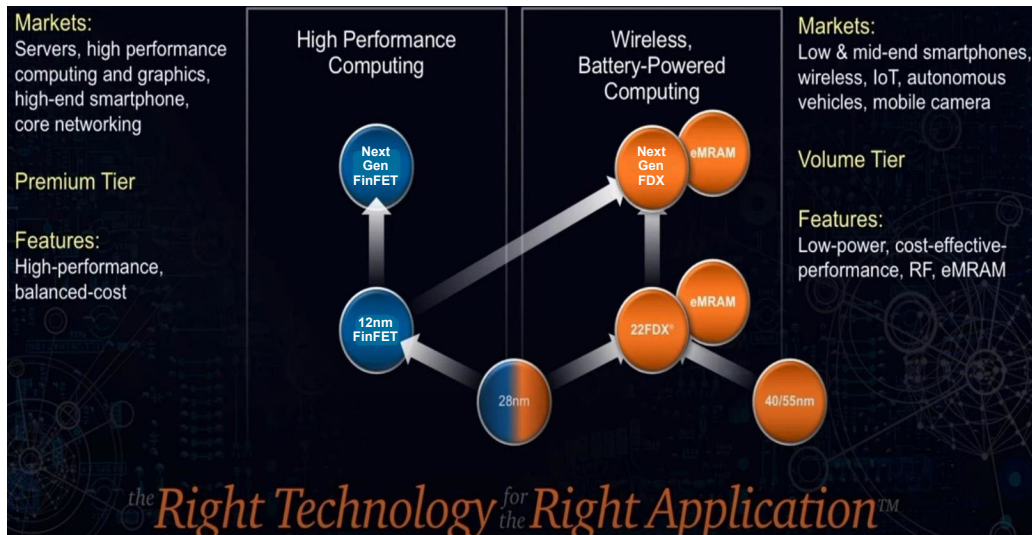 Markets:
Servers, high performance
computing and graphics,
high-end smartphone,
core networking
Premium Tier
Features:
High-performance,
balanced-cost
High Performance
Computing
Next
Gen
FinFET
12nm
FinFET
28nm
Wireless,
Battery-Powered
Computing
Next
Gen
FDX
eMRAM
22FDX®
eMRAM
40/55nm
Markets:
Low & mid-end smartphones,
wireless, IoT, autonomous
vehicles, mobile camera
Volume Tier
Features:
Low-power, cost-effective-
performance, RF, eMRAM
the Right Technology for the Right Application™